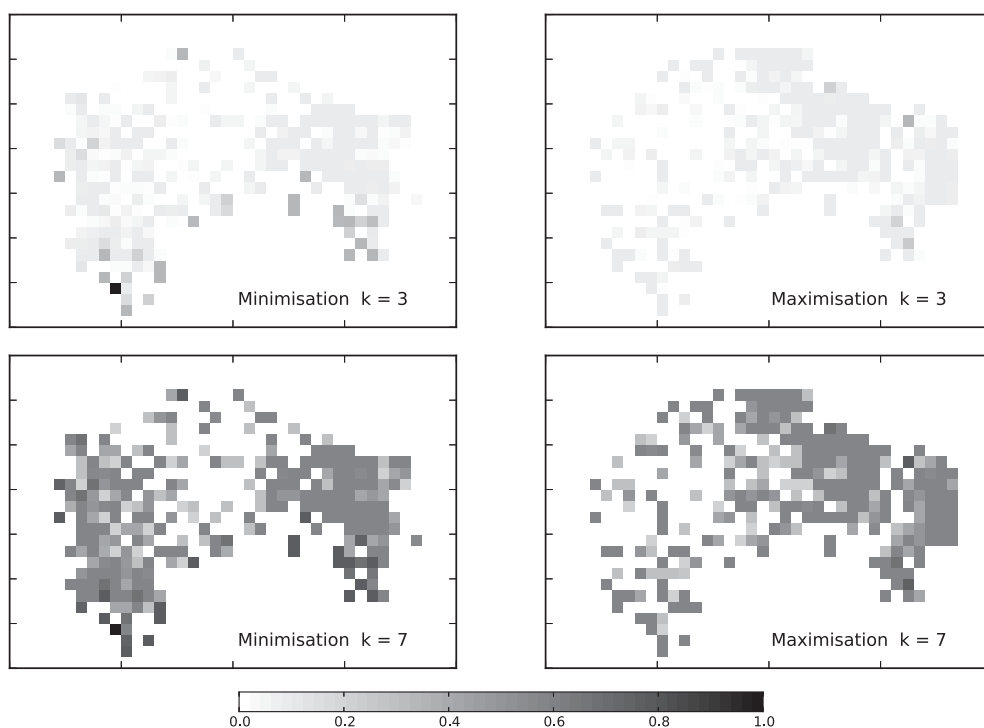 Minimisation k = 3
Maximisation k = 3
Minimisation k = 7
Maximisation k = 7
0.0 0.2 0.4 0.6 0.8 1.0